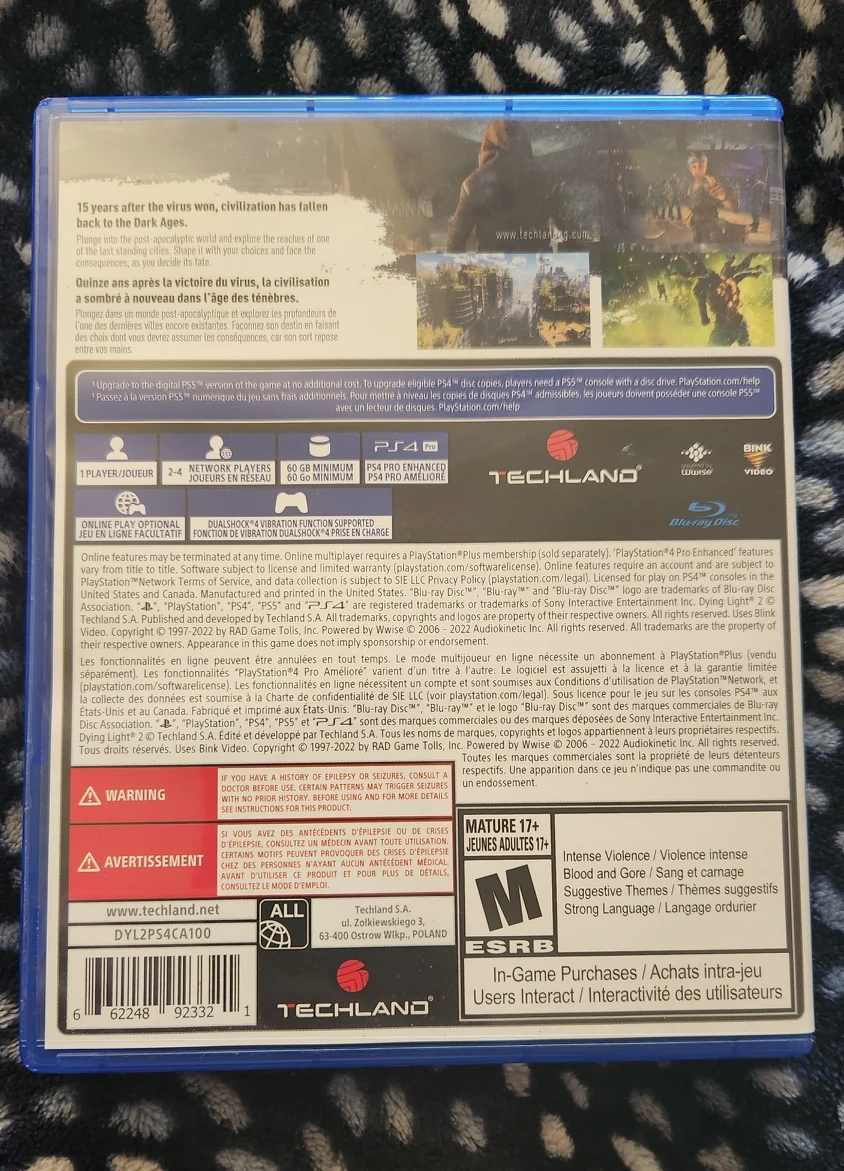 15 years after the virus won, civilization has fallen
back to the Dark Ages.
Plunge into the post-apocalyptic world and explore the reaches of one
of the last standing cities. Shape it with your choices and face the
consequences, as you decide its fate.
Quinze ans après la victoire du virus, la civilisation
a sombré à nouveau dans l'âge des ténèbres.
Plongez dans un monde post-apocalyptique et explorez les profondeurs de
l'une des dernières villes encore existantes. Façonnez son destin en faisant
des choix dont vous devrez assumer les conséquences, car son sort repose
entre vos mains.
¹Upgrade to the digital PS5™ version of the game at no additional cost. To upgrade eligible PS4™ disc copies, players need a PS5™ console with a disc drive. PlayStation.com/help
¹Passez à la version PS5™ numérique du jeu sans frais additionnels. Pour mettre à niveau les copies de disques PS4™ admissibles, les joueurs doivent posséder une console PS5™
avec un lecteur de disques. PlayStation.com/help
1 PLAYER/JOUEUR
2-4 NETWORK PLAYERS
JOUEURS EN RÉSEAU
60 GB MINIMUM
60 Go MINIMUM
PS4 Pro
PS4 PRO ENHANCED
PS4 PRO AMÉLIORÉ
TECHLAND®
powered by
Wwise
BINK
VIDEO
ONLINE PLAY OPTIONAL
JEU EN LIGNE FACULTATIF
DUALSHOCK®4 VIBRATION FUNCTION SUPPORTED
FONCTION DE VIBRATION DUALSHOCK®4 PRISE EN CHARGE
Blu-ray Disc
Online features may be terminated at any time. Online multiplayer requires a PlayStation®Plus membership (sold separately). 'PlayStation®4 Pro Enhanced' features
vary from title to title. Software subject to license and limited warranty (playstation.com/softwarelicense). Online features require an account and are subject to
PlayStation™Network Terms of Service, and data collection is subject to SIE LLC Privacy Policy (playstation.com/legal). Licensed for play on PS4™ consoles in the
United States and Canada. Manufactured and printed in the United States. "Blu-ray Disc™", "Blu-ray™" and "Blu-ray Disc™" logo are trademarks of Blu-ray Disc
Association. "", "PlayStation", "PS4", "PS5" and "PS4" are registered trademarks or trademarks of Sony Interactive Entertainment Inc. Dying Light® 2 ©
Techland S.A. Published and developed by Techland S.A. All trademarks, copyrights and logos are property of their respective owners. All rights reserved. Uses Bink
Video. Copyright © 1997-2022 by RAD Game Tolls, Inc. Powered by Wwise © 2006 - 2022 Audiokinetic Inc. All rights reserved. All trademarks are the property of
their respective owners. Appearance in this game does not imply sponsorship or endorsement.
Les fonctionnalités en ligne peuvent être annulées en tout temps. Le mode multijoueur en ligne nécessite un abonnement à PlayStation®Plus (vendu
séparément). Les fonctionnalités "PlayStation®4 Pro Amélioré" varient d'un titre à l'autre. Le logiciel est assujetti à la licence et à la garantie limitée
(playstation.com/softwarelicense). Les fonctionnalités en ligne nécessitent un compte et sont soumises aux Conditions d'utilisation de PlayStation™Network, et
la collecte des données est soumise à la Charte de confidentialité de SIE LLC (voir playstation.com/legal). Sous licence pour le jeu sur les consoles PS4™ aux
États-Unis et au Canada. Fabriqué et imprimé aux États-Unis. "Blu-ray Disc™, "Blu-ray™ et le logo "Blu-ray Disc™" sont des marques commerciales de Blu-ray
Disc Association. "", "PlayStation", "PS4", "PS5" et "PS4" sont des marques commerciales ou des marques déposées de Sony Interactive Entertainment Inc.
Dying Light® 2 © Techland S.A. Édité et développé par Techland S.A. Tous les noms de marques, copyrights et logos appartiennent à leurs propriétaires respectifs.
Tous droits réservés. Uses Bink Video. Copyright © 1997-2022 by RAD Game Tolls, Inc. Powered by Wwise © 2006 - 2022 Audiokinetic Inc. All rights reserved.
Toutes les marques commerciales sont la propriété de leurs détenteurs
respectifs. Une apparition dans ce jeu n'indique pas une commandite ou
un endossement.
WARNING
IF YOU HAVE A HISTORY OF EPILEPSY OR SEIZURES, CONSULT A
DOCTOR BEFORE USE. CERTAIN PATTERNS MAY TRIGGER SEIZURES
WITH NO PRIOR HISTORY. BEFORE USING AND FOR MORE DETAILS
SEE INSTRUCTIONS FOR THIS PRODUCT.
AVERTISSEMENT
SI VOUS AVEZ DES ANTÉCÉDENTS D'ÉPILEPSIE OU DE CRISES
D'ÉPILEPSIE, CONSULTEZ UN MÉDECIN AVANT TOUTE UTILISATION.
CERTAINS MOTIFS PEUVENT PROVOQUER DES CRISES D'ÉPILEPSIE
CHEZ DES PERSONNES N'AYANT AUCUN ANTÉCÉDENT MÉDICAL.
AVANT D'UTILISER CE PRODUIT ET POUR PLUS DE DÉTAILS,
CONSULTEZ LE MODE D'EMPLOI.
MATURE 17+
JEUNES ADULTES 17+
M
ESRB
Intense Violence / Violence intense
Blood and Gore / Sang et carnage
Suggestive Themes / Thèmes suggestifs
Strong Language / Langage ordurier
In-Game Purchases / Achats intra-jeu
Users Interact / Interactivité des utilisateurs
www.techland.net
DYL2PS4CA100
ALL
Techland S.A.
ul. Zolkiewskiego 3,
63-400 Ostrow Wlkp., POLAND
6 62248 92332 1
TECHLAND®